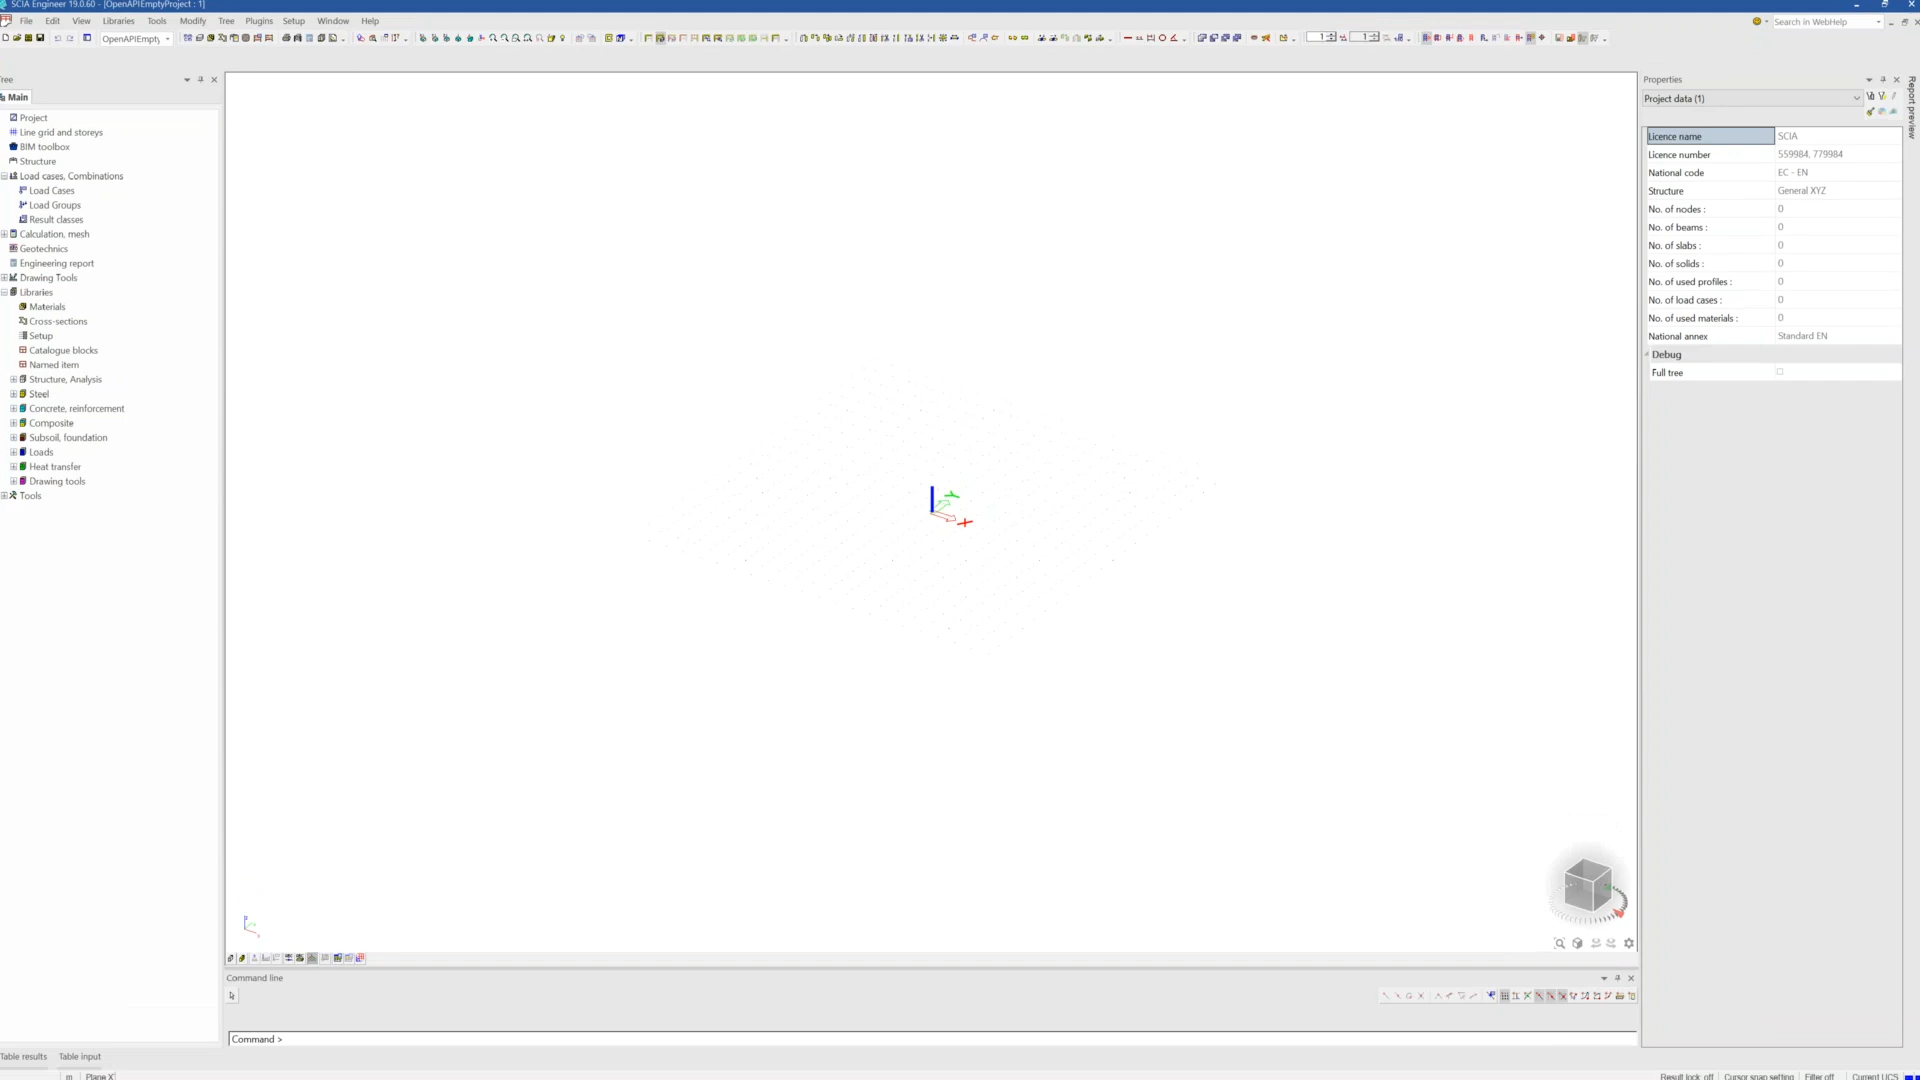 SCIA Engineer 19.0.60 - [OpenAPIEmptyProject : 1]
File Edit View Libraries Tools Modify Tree Plugins Setup Window Help
Search in WebHelp
OpenAPIEmpty
1 1
ree
Main
Project
Line grid and storeys
BIM toolbox
Structure
Load cases, Combinations
Load Cases
Load Groups
Result classes
Calculation, mesh
Geotechnics
Engineering report
Drawing Tools
Libraries
Materials
Cross-sections
Setup
Catalogue blocks
Named item
Structure, Analysis
Steel
Concrete, reinforcement
Composite
Subsoil, foundation
Loads
Heat transfer
Drawing tools
Tools
Y
X
Properties
Project data (1)
Licence name SCIA
Licence number 559984, 779984
National code EC - EN
Structure General XYZ
No. of nodes : 0
No. of beams : 0
No. of slabs : 0
No. of solids : 0
No. of used profiles : 0
No. of load cases : 0
No. of used materials : 0
National annex Standard EN
Debug
Full tree
Report preview
Command line
Command >
Table results Table input
m Plane X
Result lock: off Cursor snap setting Filter off Current UCS